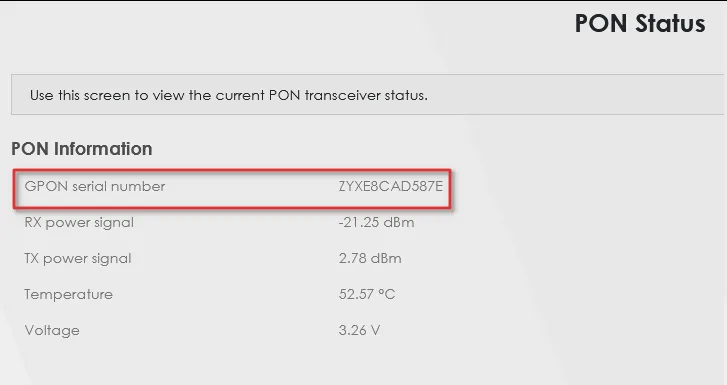 PON Status
Use this screen to view the current PON transceiver status.
PON Information
GPON serial number ZYXE8CAD587E
RX power signal -21.25 dBm
TX power signal 2.78 dBm
Temperature 52.57 °C
Voltage 3.26 V